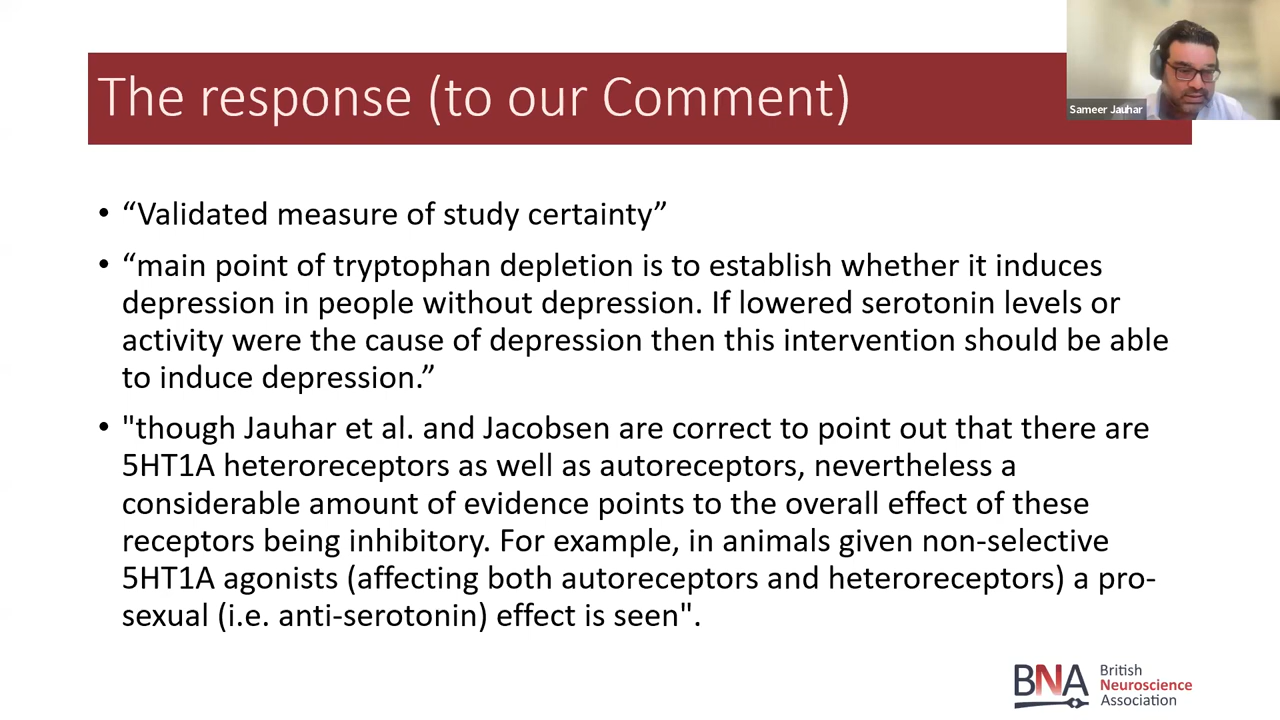 The response (to our Comment)
Sameer Jauhar
• “Validated measure of study certainty”
• “main point of tryptophan depletion is to establish whether it induces
depression in people without depression. If lowered serotonin levels or
activity were the cause of depression then this intervention should be able
to induce depression.”
• "though Jauhar et al. and Jacobsen are correct to point out that there are
5HT1A heteroreceptors as well as autoreceptors, nevertheless a
considerable amount of evidence points to the overall effect of these
receptors being inhibitory. For example, in animals given non-selective
5HT1A agonists (affecting both autoreceptors and heteroreceptors) a pro-
sexual (i.e. anti-serotonin) effect is seen".
BNA
British
Neuroscience
Association